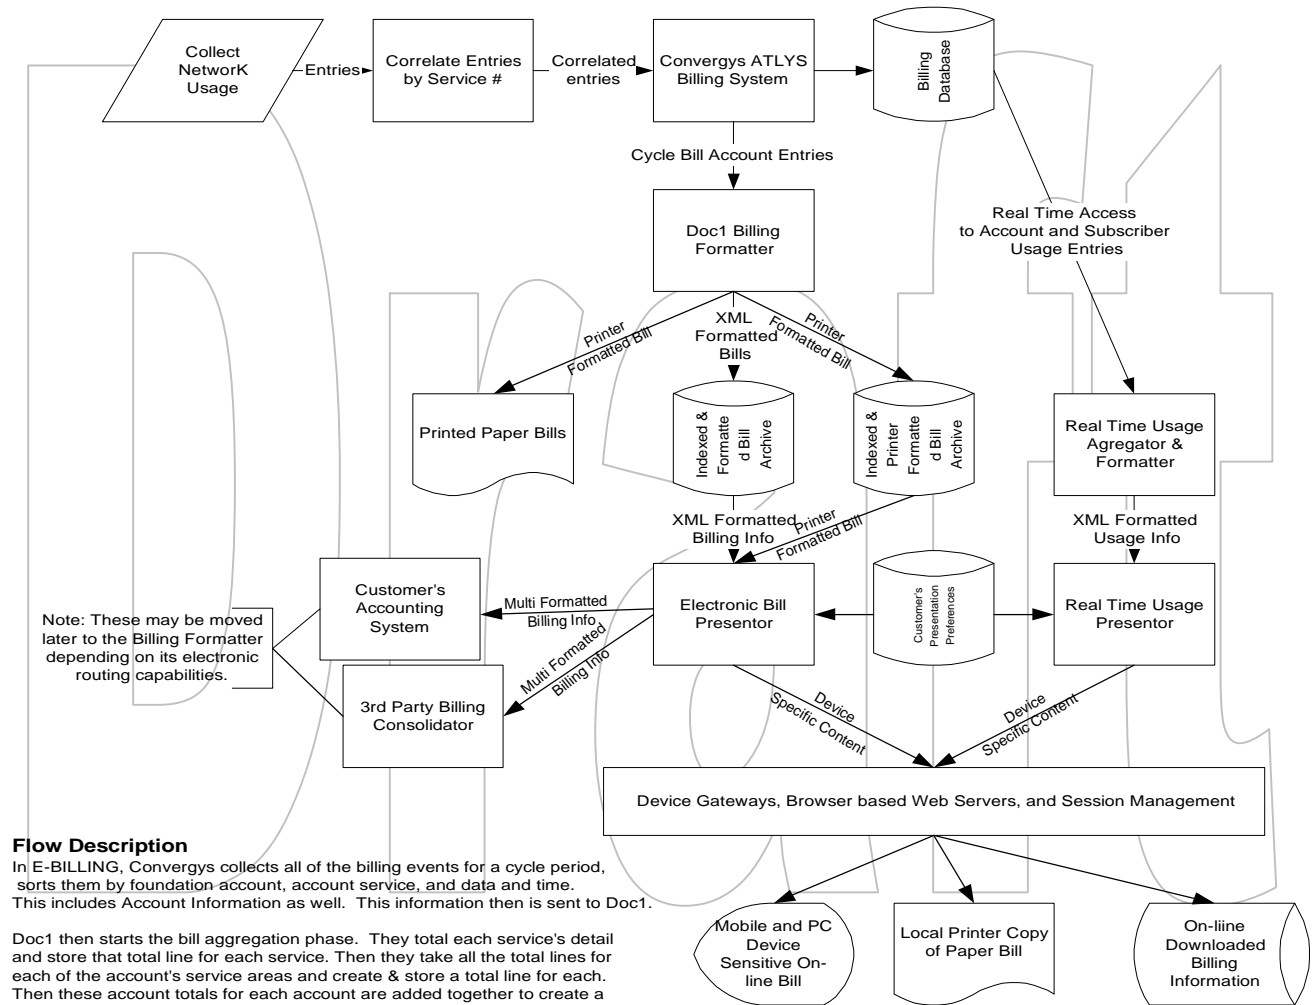 Collect
NetworK
Usage
Entries
Correlate Entries
by Service #
Correlated
entries
Convergys ATLYS
Billing System
Billing
Database
Cycle Bill Account Entries
Doc1 Billing
Formatter
Real Time Access
to Account and Subscriber
Usage Entries
Printer
Formatted Bill
XML
Formatted
Bills
Printer
Formatted Bill
Printed Paper Bills
Indexed &
Formatte
d Bill
Archive
Indexed &
Printer
Formatte
d Bill
Archive
Real Time Usage
Agregator &
Formatter
XML Formatted
Billing Info
Printer
Formatted Bill
XML Formatted
Usage Info
Customer's
Accounting
System
Multi Formatted
Billing Info
Electronic Bill
Presentor
Customer's
Presentation
Preferences
Real Time Usage
Presentor
Note: These may be moved
later to the Billing Formatter
depending on its electronic
routing capabilities.
Multi Formatted
Billing Info
3rd Party Billing
Consolidator
Device
Specific Content
Device
Specific Content
Device Gateways, Browser based Web Servers, and Session Management
Flow Description
In E-BILLING, Convergys collects all of the billing events for a cycle period,
sorts them by foundation account, account service, and data and time.
This includes Account Information as well. This information then is sent to Doc1.
Doc1 then starts the bill aggregation phase. They total each service's detail
and store that total line for each service. Then they take all the total lines for
each of the account's service areas and create & store a total line for each.
Then these account totals for each account are added together to create a
Mobile and PC
Device
Sensitive On-
line Bill
Local Printer Copy
of Paper Bill
On-liine
Downloaded
Billing
Information
Draft